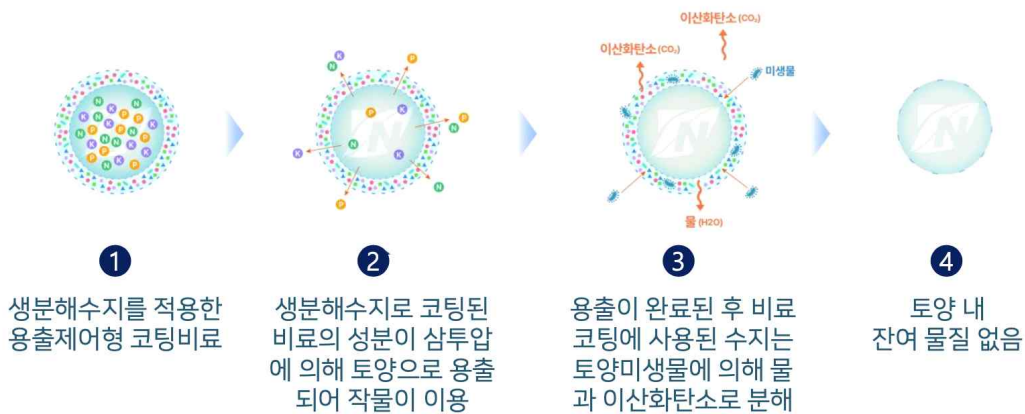 이산화탄소(CO₂)
이산화탄소(CO₂)
미생물
N
K
P
물(H2O)
1
생분해수지를 적용한
용출제어형 코팅비료
2
생분해수지로 코팅된
비료의 성분이 삼투압
에 의해 토양으로 용출
되어 작물이 이용
3
용출이 완료된 후 비료
코팅에 사용된 수지는
토양미생물에 의해 물
과 이산화탄소로 분해
4
토양 내
잔여 물질 없음